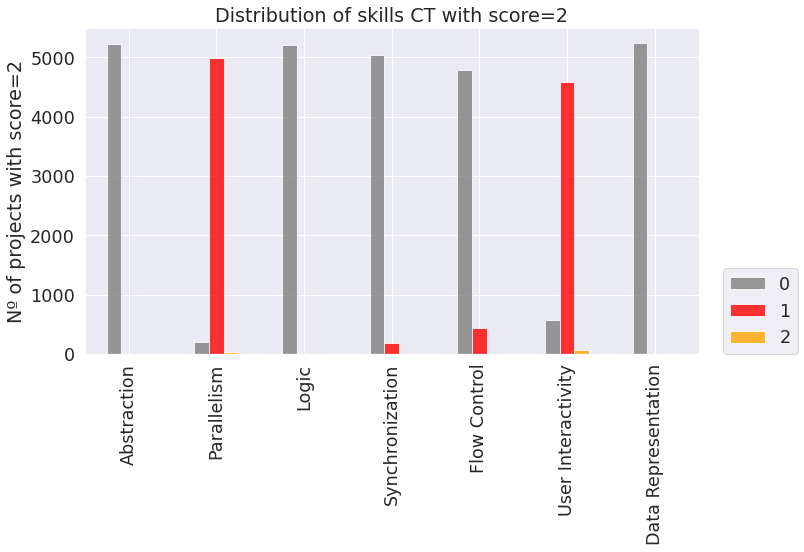 Distribution of skills CT with score=2
Nº of projects with score=2
5000
4000
3000
2000
1000
0
Abstraction
Parallelism
Logic
Synchronization
Flow Control
User Interactivity
Data Representation
0
1
2